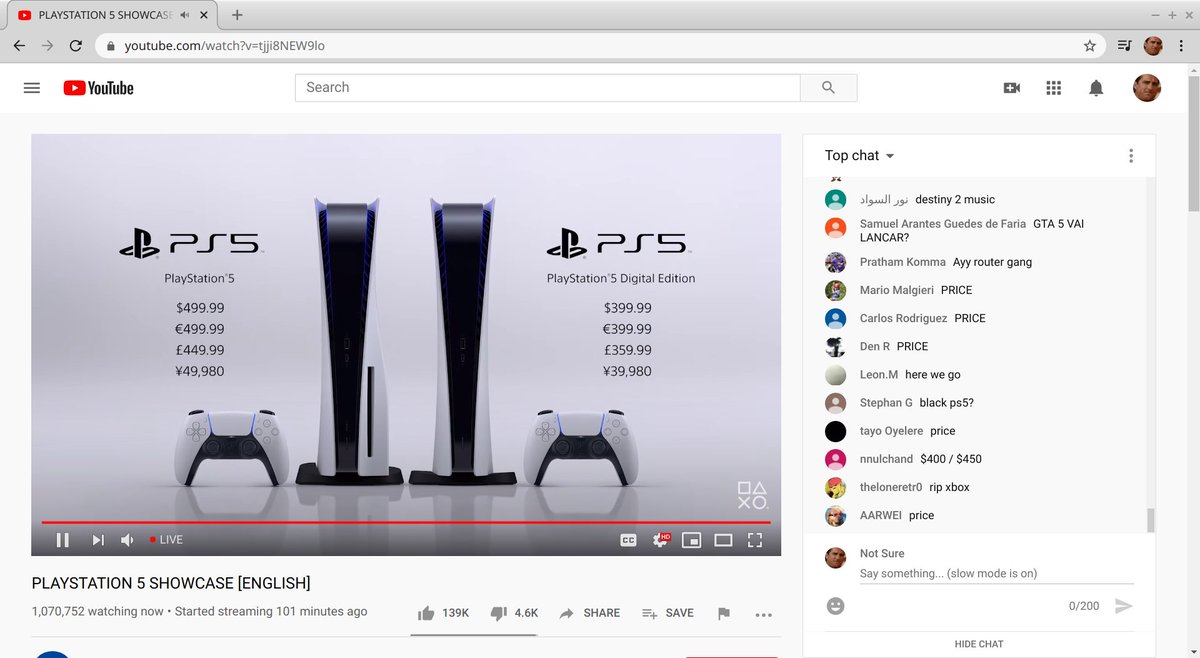 PLAYSTATION 5 SHOWCASE
youtube.com/watch?v=tjji8NEW9lo
YouTube
Search
PS5
PlayStation®5
$499.99
€499.99
£449.99
¥49,980
PS5
PlayStation®5 Digital Edition
$399.99
€399.99
£359.99
¥39,980
LIVE
CC
HD
PLAYSTATION 5 SHOWCASE [ENGLISH]
1,070,752 watching now • Started streaming 101 minutes ago
139K
4.6K
SHARE
SAVE
Top chat
نور السواد destiny 2 music
Samuel Arantes Guedes de Faria GTA 5 VAI
LANCAR?
Pratham Komma Ayy router gang
Mario Malgieri PRICE
Carlos Rodriguez PRICE
Den R PRICE
Leon.M here we go
Stephan G black ps5?
tayo Oyelere price
nnulchand $400 / $450
theloneretr0 rip xbox
AARWEI price
Not Sure
Say something... (slow mode is on)
0/200
HIDE CHAT